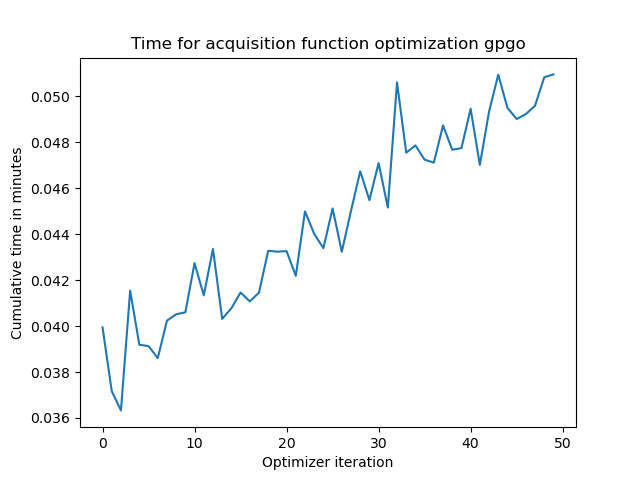 Time for acquisition function optimization gpgo
0.050
0.048
0.046
0.044
0.042
0.040
0.038
0.036
Cumulative time in minutes
0 10 20 30 40 50
Optimizer iteration